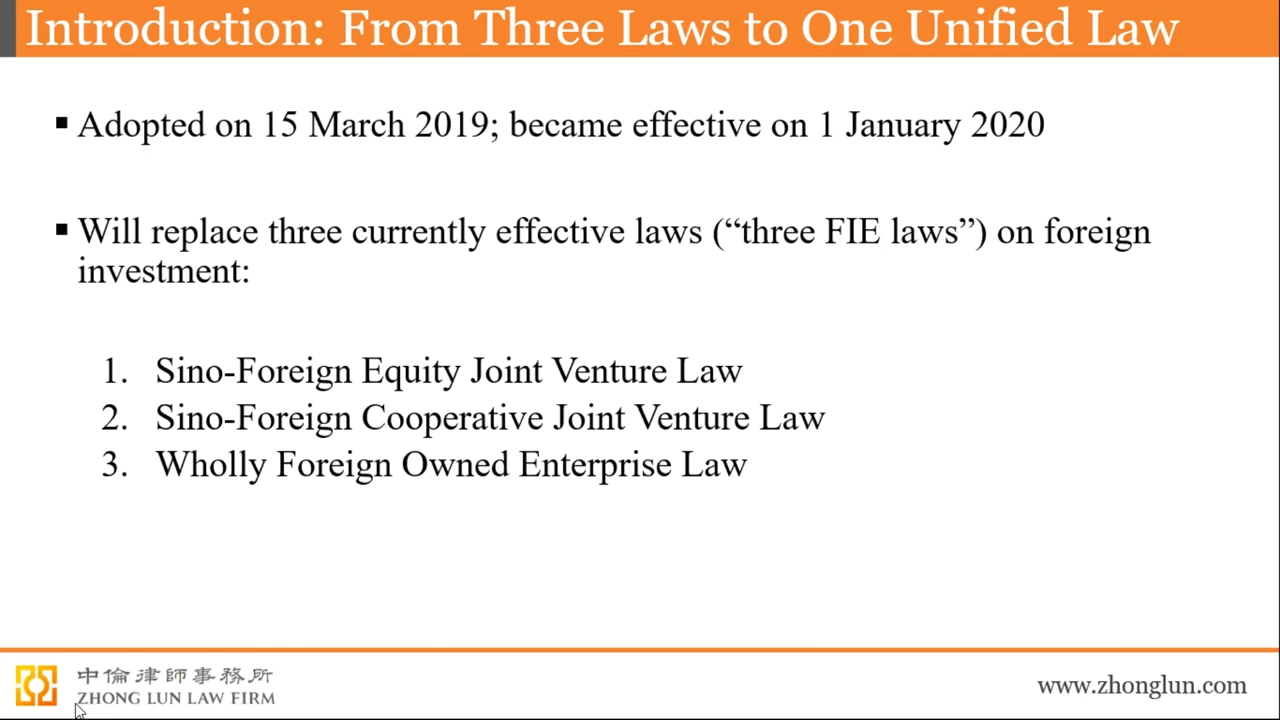 Introduction: From Three Laws to One Unified Law
▪ Adopted on 15 March 2019; became effective on 1 January 2020
▪ Will replace three currently effective laws (“three FIE laws”) on foreign
investment:
1. Sino-Foreign Equity Joint Venture Law
2. Sino-Foreign Cooperative Joint Venture Law
3. Wholly Foreign Owned Enterprise Law
中倫律師事務所
ZHONG LUN LAW FIRM
www.zhonglun.com